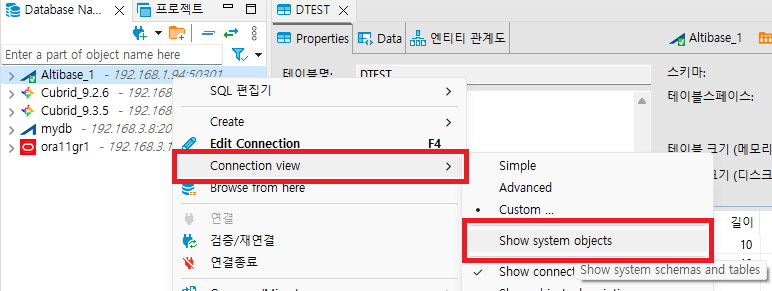 Database Na...
프로젝트
Enter a part of object name here
Altibase_1 - 192.168.1.94:50301
Cubrid_9.2.6
Cubrid_9.3.5
mydb - 192.168.3.8:20
ora11gr1 - 192.168.3.1
DTEST
Properties
Data
엔티티 관계도
Altibase_1
테이블명:
DTEST
스키마:
테이블스페이스:
테이블 크기 (메모리
테이블 크기 (디스크
길이
10
SQL 편집기
Create
Edit Connection F4
Connection view
Browse from here
연결
검증/재연결
연결종료
Simple
Advanced
Custom ...
Show system objects
Show connect
Show system schemas and tables